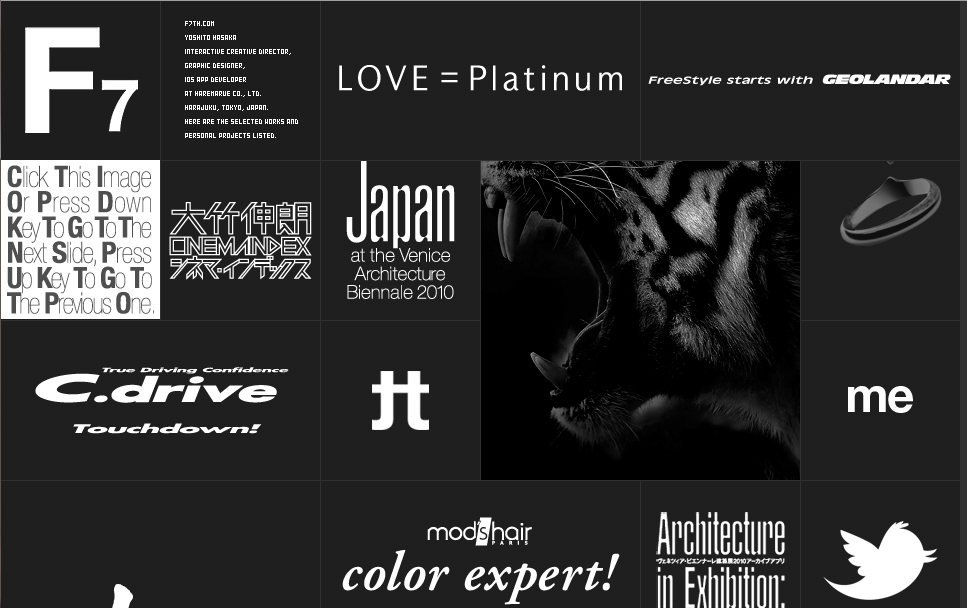 F7
F7TH.COM
YOSHITO HASAKA
INTERACTIVE CREATIVE DIRECTOR,
GRAPHIC DESIGNER,
IOS APP DEVELOPER
AT HAREMARUE CO., LTD.
HARAJUKU, TOKYO, JAPAN.
HERE ARE THE SELECTED WORKS AND
PERSONAL PROJECTS LISTED.
LOVE = Platinum
FreeStyle starts with GEOLANDAR
Click This Image
Or Press Down
Key To Go To The
Next Slide, Press
Up Key To Go To
The Previous One.
大竹伸朗
CINEMA INDEX
シネマ・インデックス
Japan
at the Venice
Architecture
Biennale 2010
True Driving Confidence
C.drive
Touchdown!
me
mod's hair
PARIS
color expert!
Architecture
ヴェネツィア・ビエンナーレ建築展2010アーカイブアプリ
in Exhibition: